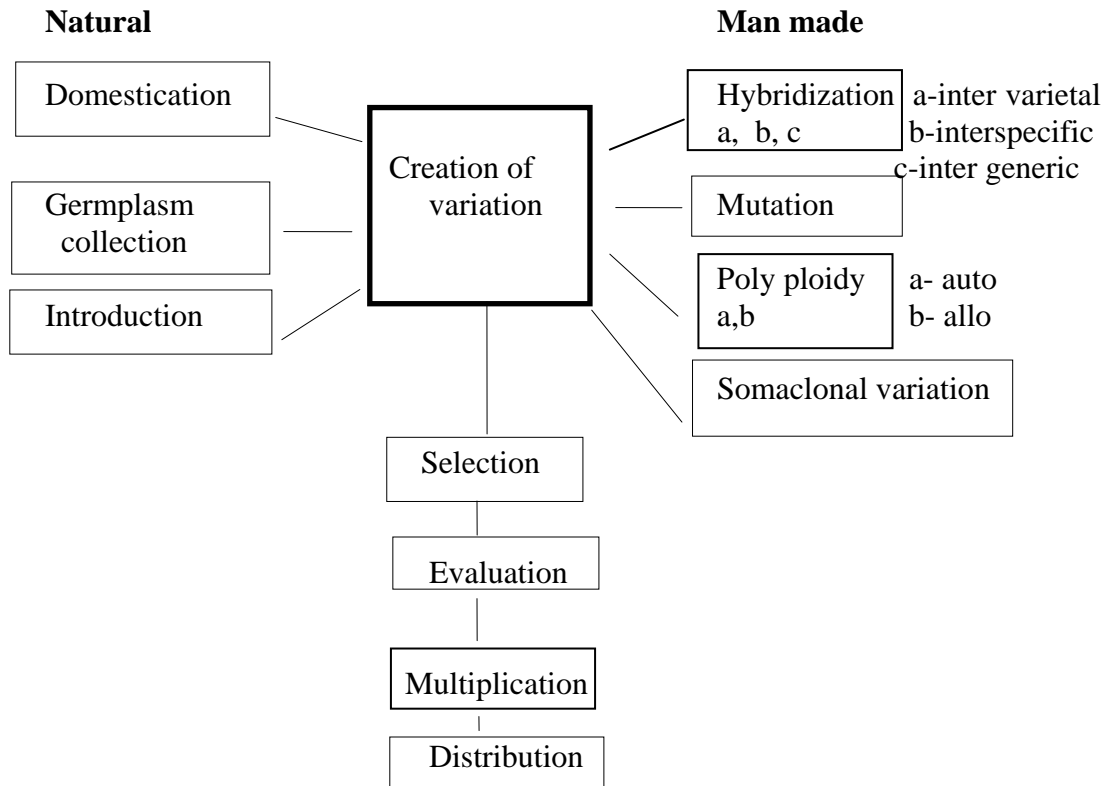 Natural
Man made
Domestication
Germplasm
collection
Introduction
Creation of
variation
Hybridization a-inter varietal
a, b, c b-interspecific
c-inter generic
Mutation
Poly ploidy a- auto
a,b b- allo
Somaclonal variation
Selection
Evaluation
Multiplication
Distribution